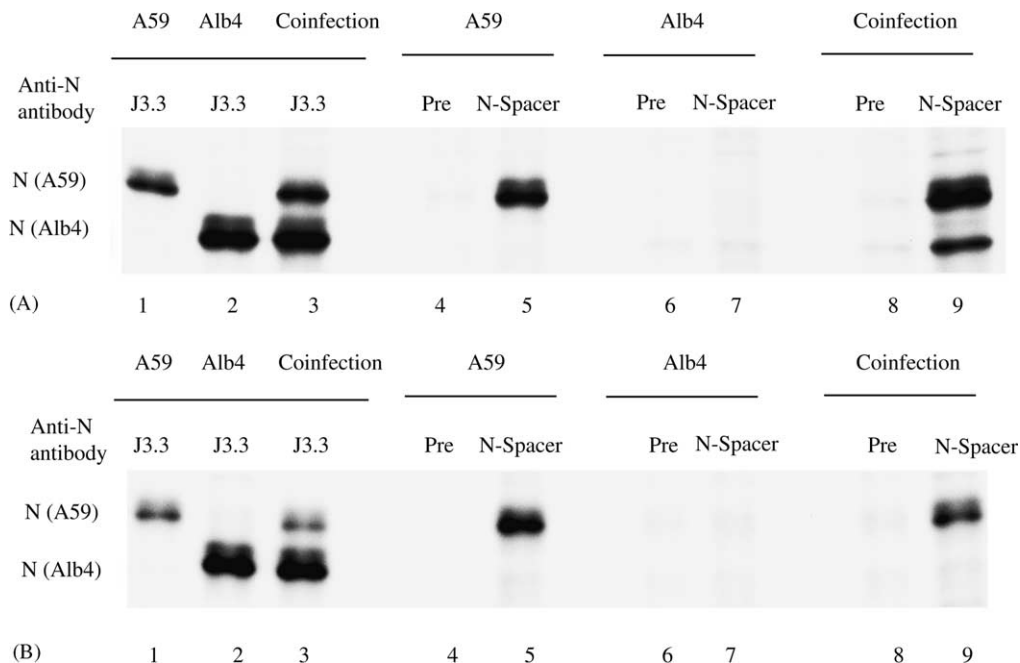 A59 Alb4 Coinfection A59 Alb4 Coinfection
Anti-N
antibody J3.3 J3.3 J3.3 Pre N-Spacer Pre N-Spacer Pre N-Spacer
N (A59)
N (Alb4)
(A) 1 2 3 4 5 6 7 8 9
A59 Alb4 Coinfection A59 Alb4 Coinfection
Anti-N
antibody J3.3 J3.3 J3.3 Pre N-Spacer Pre N-Spacer Pre N-Spacer
N (A59)
N (Alb4)
(B) 1 2 3 4 5 6 7 8 9